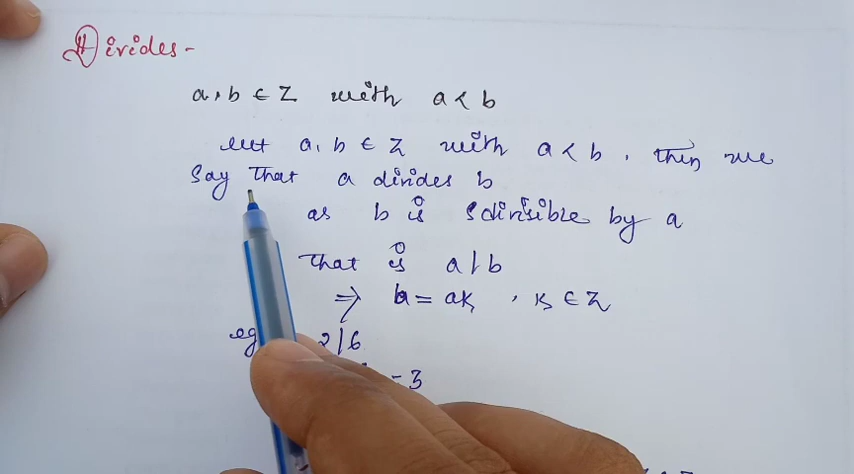 Divides -
a, b ∈ Z with a < b
let a, b ∈ Z with a < b, then we
Say That a divides b
as b is divisible by a
That is a | b
⇒ b = ak, k ∈ Z
eg 2|6
= 3